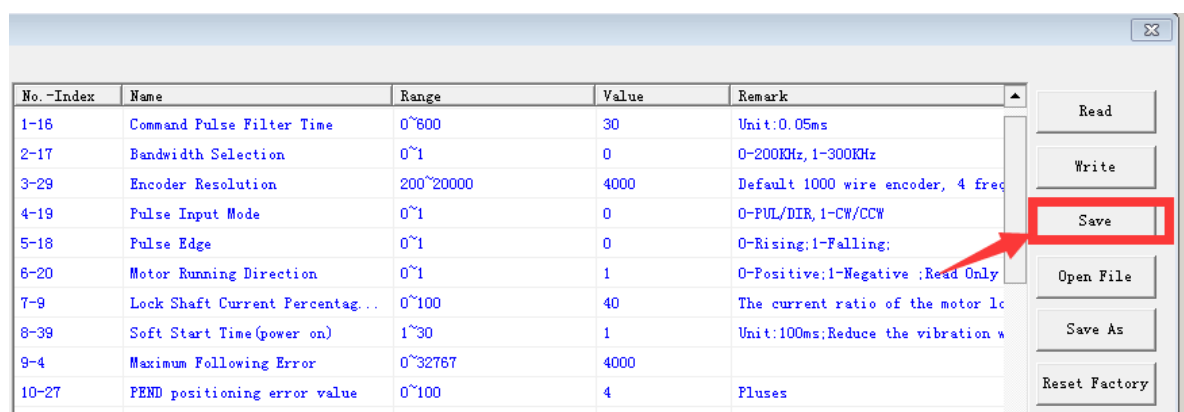 No.-Index Name Range Value Remark
1-16 Command Pulse Filter Time 0~600 30 Unit:0.05ms
2-17 Bandwidth Selection 0~1 0 0-200KHz,1-300KHz
3-29 Encoder Resolution 200~20000 4000 Default 1000 wire encoder, 4 freq
4-19 Pulse Input Mode 0~1 0 0-PUL/DIR,1-CW/CCW
5-18 Pulse Edge 0~1 0 0-Rising;1-Falling;
6-20 Motor Running Direction 0~1 1 0-Positive;1-Negative ;Read Only
7-9 Lock Shaft Current Percentag... 0~100 40 The current ratio of the motor lo
8-39 Soft Start Time(power on) 1~30 1 Unit:100ms;Reduce the vibration w
9-4 Maximum Following Error 0~32767 4000
10-27 PEND positioning error value 0~100 4 Pluses
Read
Write
Save
Open File
Save As
Reset Factory